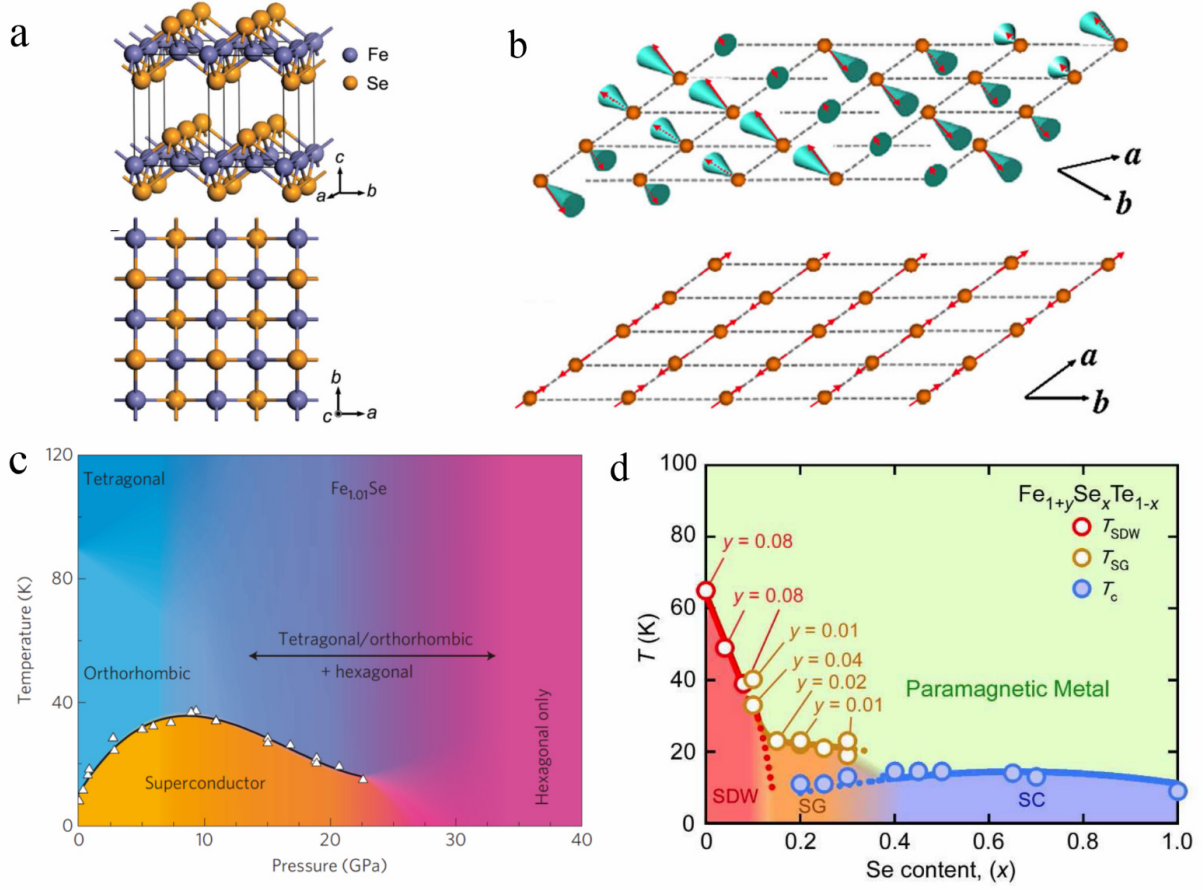 a
Fe
Se
c
a
b
b
c
a
b
a
b
a
b
c
120
80
40
0
Temperature (K)
Tetragonal
Fe1.01Se
Tetragonal/orthorhombic
+ hexagonal
Orthorhombic
Superconductor
Hexagonal only
0
10
20
30
40
Pressure (GPa)
d
100
80
60
40
20
0
T (K)
Fe1+ySexTe1-x
TSDW
TSG
Tc
y = 0.08
y = 0.08
y = 0.01
y = 0.04
y = 0.02
y = 0.01
Paramagnetic Metal
SDW
SG
SC
0
0.2
0.4
0.6
0.8
1.0
Se content, (x)